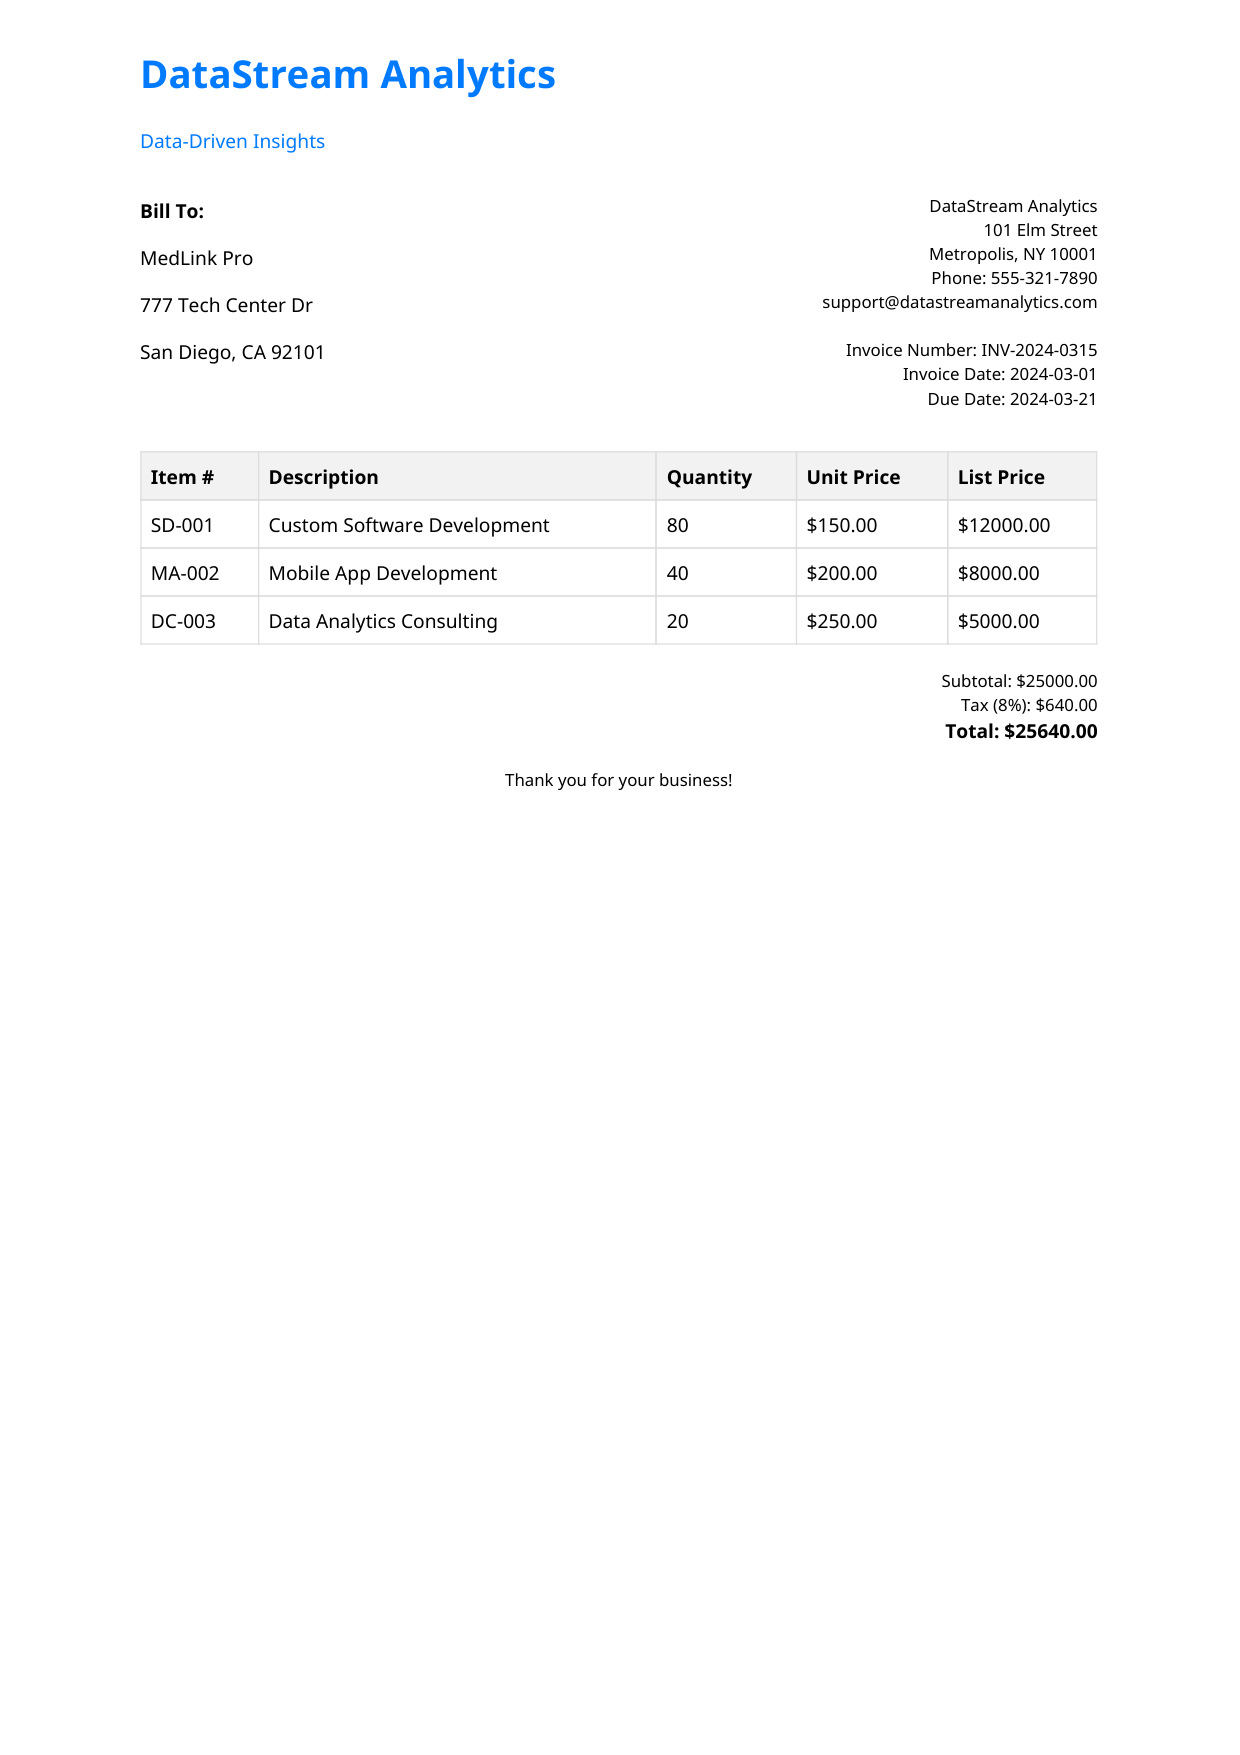 DataStream Analytics
Data-Driven Insights
Bill To:
MedLink Pro
777 Tech Center Dr
San Diego, CA 92101
DataStream Analytics
101 Elm Street
Metropolis, NY 10001
Phone: 555-321-7890
support@datastreamanalytics.com
Invoice Number: INV-2024-0315
Invoice Date: 2024-03-01
Due Date: 2024-03-21
Item # Description Quantity Unit Price List Price
SD-001 Custom Software Development 80 $150.00 $12000.00
MA-002 Mobile App Development 40 $200.00 $8000.00
DC-003 Data Analytics Consulting 20 $250.00 $5000.00
Subtotal: $25000.00
Tax (8%): $640.00
Total: $25640.00
Thank you for your business!